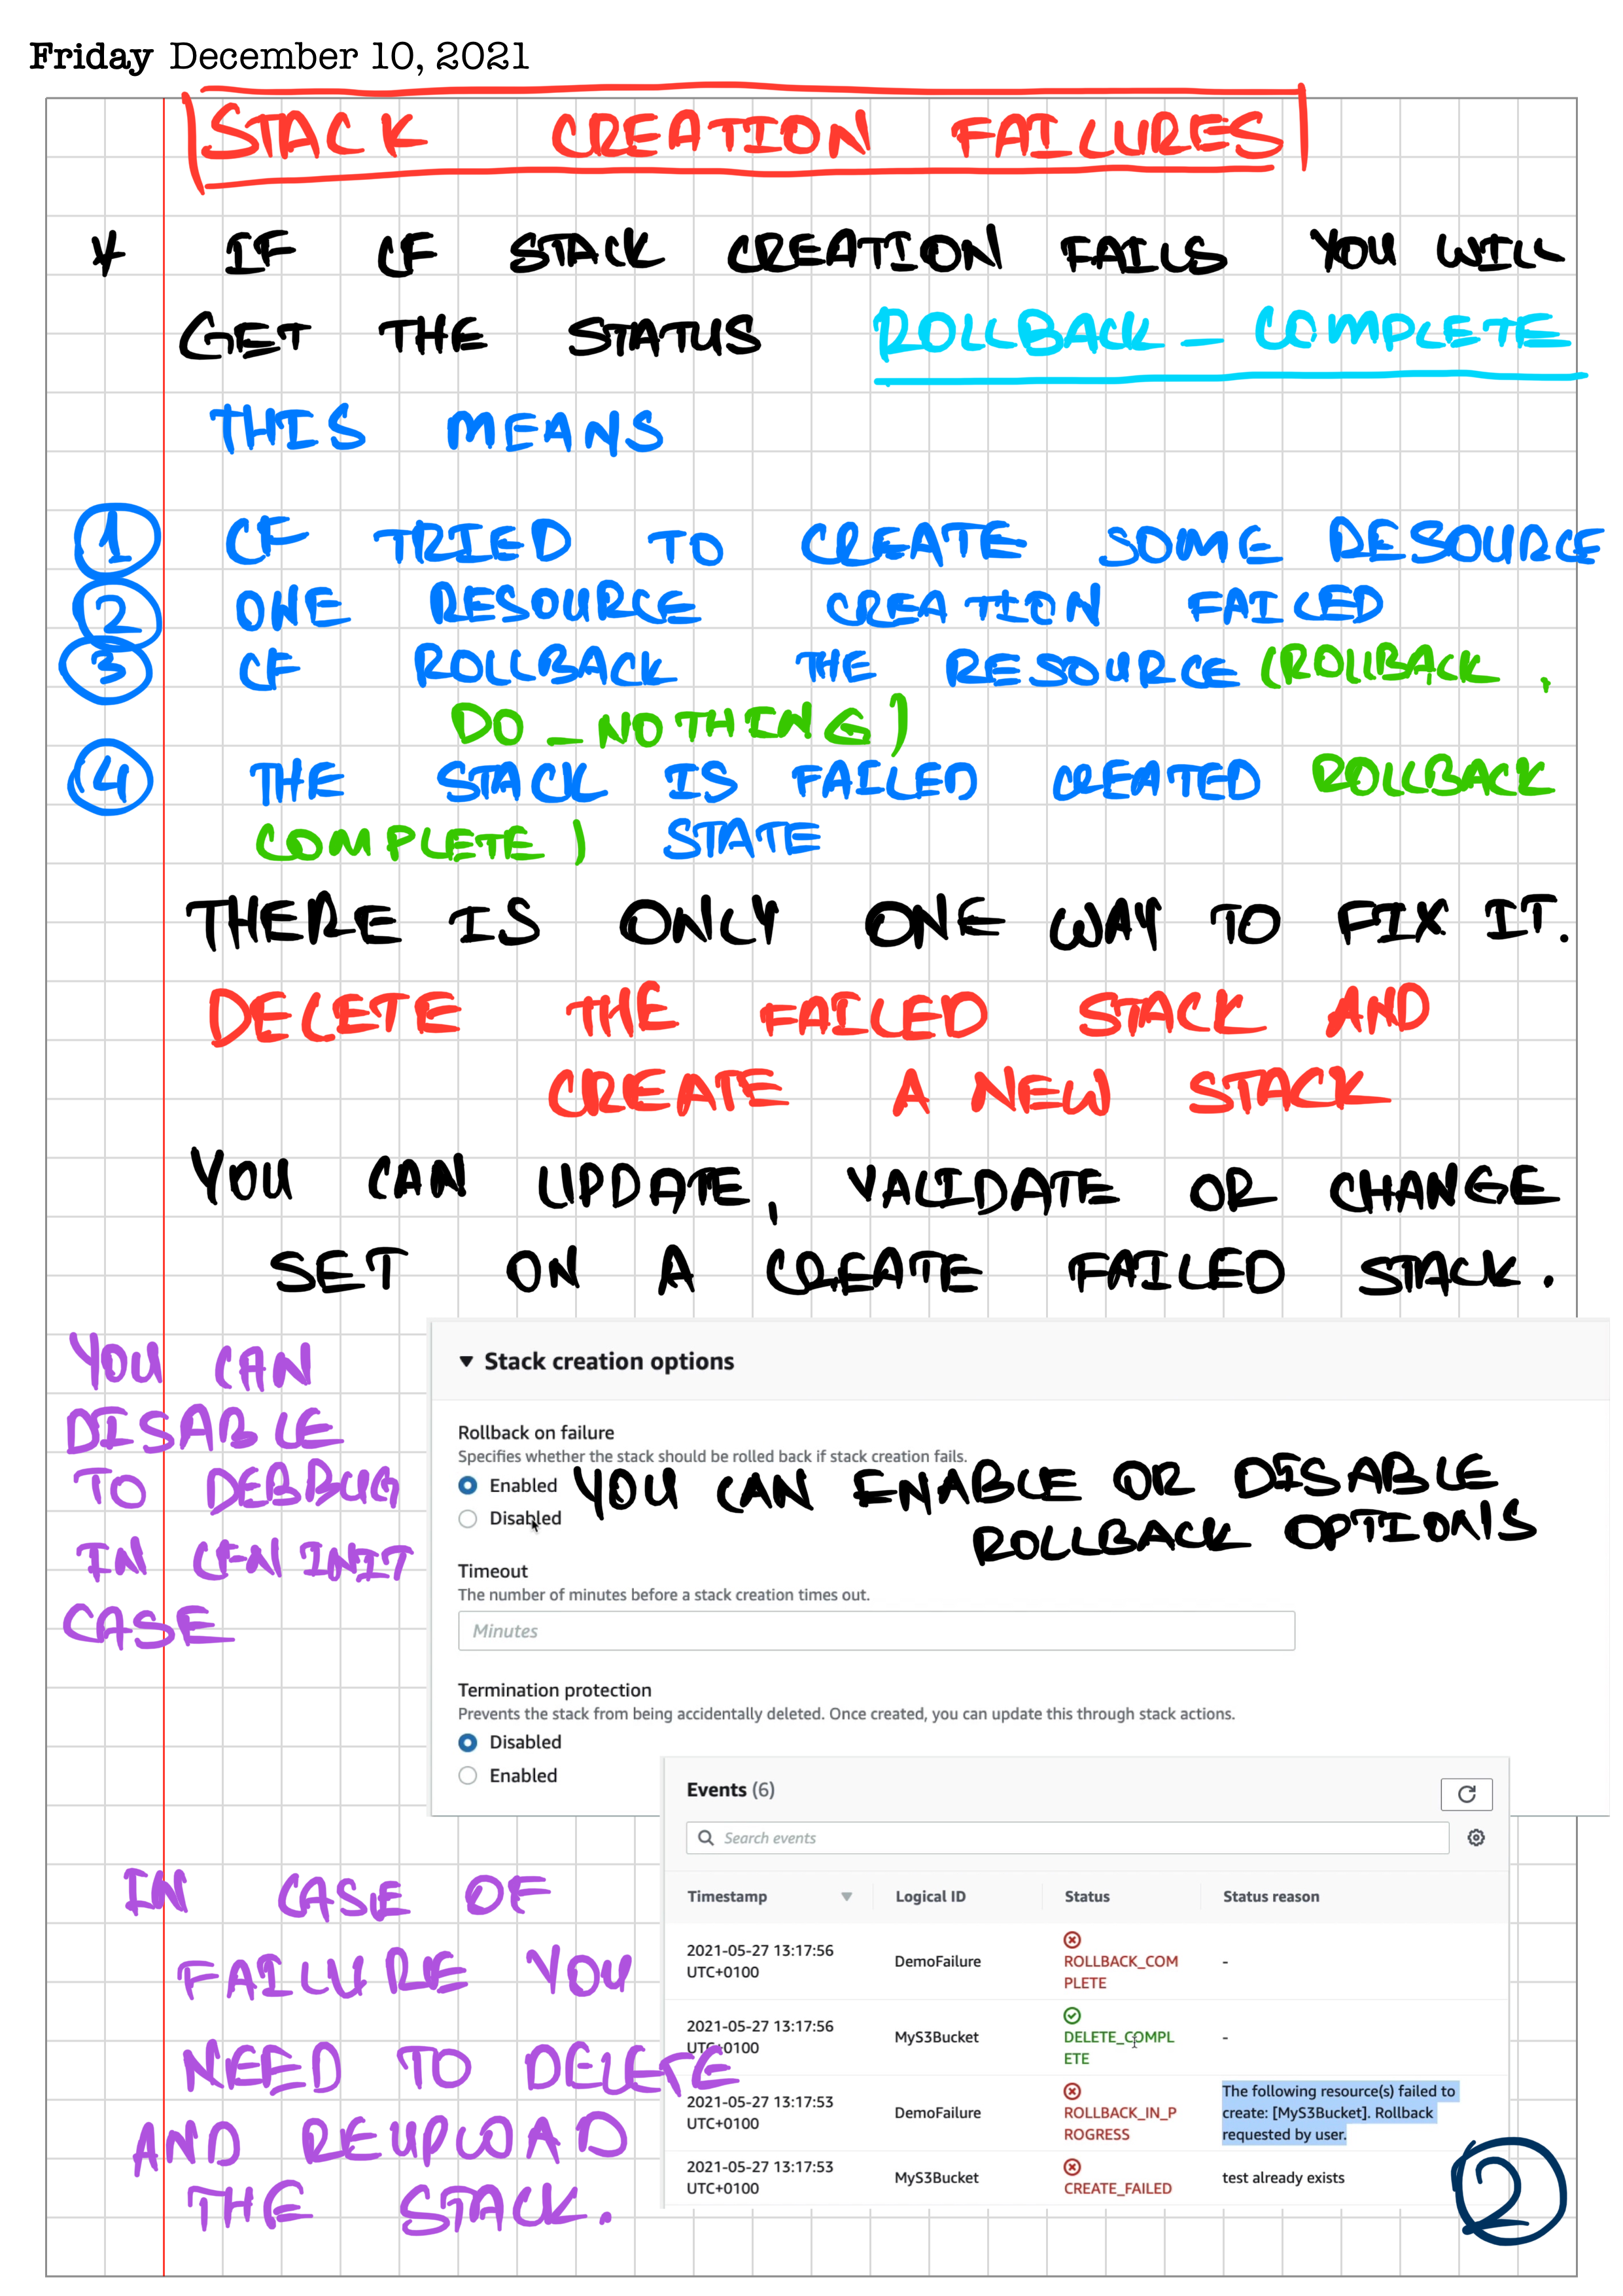 Friday December 10, 2021
STACK CREATION FAILURES
* IF CF STACK CREATION FAILS YOU WILL
GET THE STATUS ROLLBACK_COMPLETE
THIS MEANS
1 CF TRIED TO CREATE SOME RESOURCE
2 ONE RESOURCE CREATION FAILED
3 CF ROLLBACK THE RESOURCE (ROLLBACK,
DO_NOTHING)
4 THE STACK IS FAILED CREATED ROLLBACK
COMPLETE) STATE
THERE IS ONLY ONE WAY TO FIX IT.
DELETE THE FAILED STACK AND
CREATE A NEW STACK
YOU CAN UPDATE, VALIDATE OR CHANGE
SET ON A CREATE FAILED STACK.
YOU CAN
DISABLE
TO DEBBUG
IN CFN INIT
CASE
Stack creation options
Rollback on failure
Specifies whether the stack should be rolled back if stack creation fails.
Enabled
Disabled
YOU CAN ENABLE OR DISABLE
ROLLBACK OPTIONS
Timeout
The number of minutes before a stack creation times out.
Minutes
Termination protection
Prevents the stack from being accidentally deleted. Once created, you can update this through stack actions.
Disabled
Enabled
IN CASE OF
FAILURE YOU
NEED TO DELETE
AND REUPLOAD
THE STACK.
Events (6)
Search events
Timestamp Logical ID Status Status reason
2021-05-27 13:17:56
UTC+0100
DemoFailure
ROLLBACK_COM
PLETE
-
2021-05-27 13:17:56
UTC+0100
MyS3Bucket
DELETE_COMPL
ETE
-
2021-05-27 13:17:53
UTC+0100
DemoFailure
ROLLBACK_IN_P
ROGRESS
The following resource(s) failed to
create: [MyS3Bucket]. Rollback
requested by user.
2021-05-27 13:17:53
UTC+0100
MyS3Bucket
CREATE_FAILED
test already exists
2